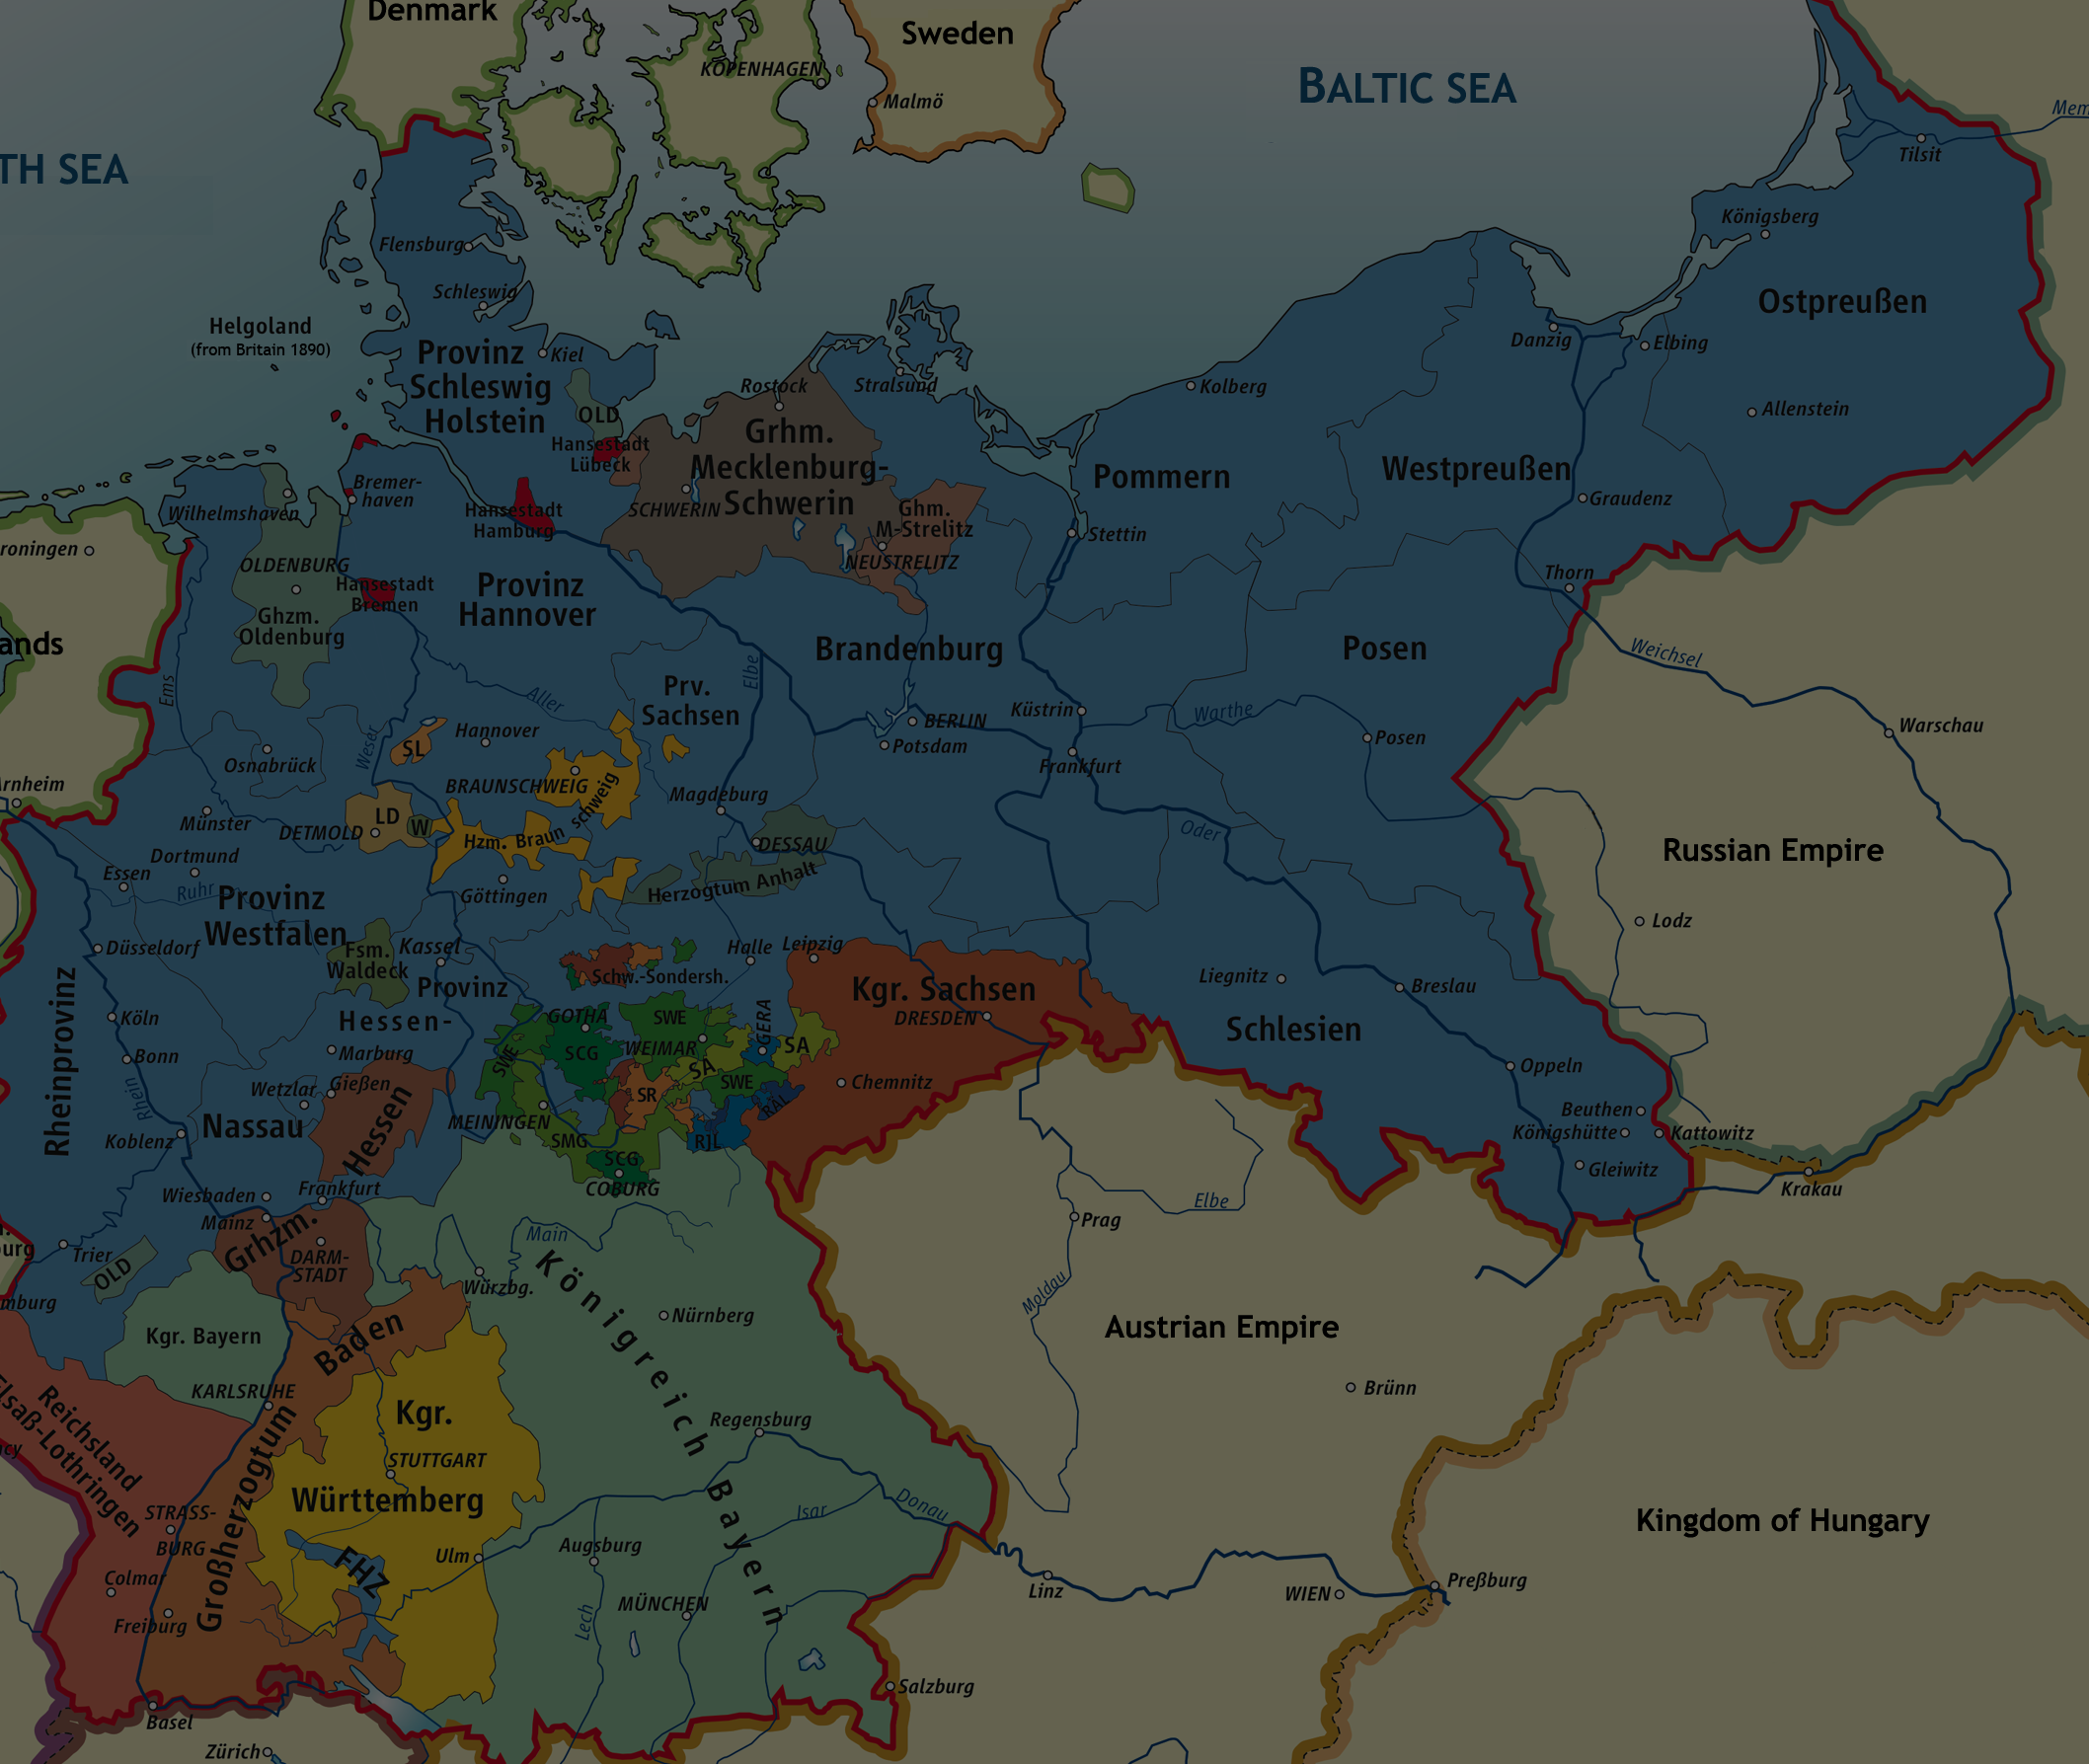 Denmark
Sweden
KOPENHAGEN
Malmö
BALTIC SEA
TH SEA
Mem
Tilsit
Königsberg
Flensburg
Schleswig
Ostpreußen
Helgoland
(from Britain 1890)
Provinz
Schleswig
Holstein
Kiel
Danzig
Elbing
Rostock
Stralsund
Kolberg
Allenstein
OLD
Hansestadt
Lübeck
Grhm.
Mecklenburg-
Schwerin
SCHWERIN
Pommern
Westpreußen
Bremer-
haven
Wilhelmshaven
Hansestadt
Hamburg
Ghm.
M-Strelitz
NEUSTRELITZ
Stettin
Graudenz
roningen
OLDENBURG
Hansestadt
Bremen
Ghzm.
Oldenburg
Provinz
Hannover
Thorn
ands
Brandenburg
Posen
Weichsel
Ems
Aller
Elbe
Prv.
Sachsen
BERLIN
Potsdam
Küstrin
Warthe
Posen
Warschau
Weser
SL
Hannover
Osnabrück
Frankfurt
Arnheim
BRAUNSCHWEIG
Magdeburg
Münster
DETMOLD
LD
W
Hzm. Braun
schweig
DESSAU
Oder
Russian Empire
Dortmund
Essen
Ruhr
Provinz
Westfalen
Göttingen
Herzogtum Anhalt
Lodz
Düsseldorf
Fsm.
Waldeck
Kassel
Halle
Leipzig
Schw.-Sondersh.
Liegnitz
Breslau
Rheinprovinz
Köln
Provinz
Hessen-
Nassau
GOTHA
SWE
GERA
Kgr. Sachsen
DRESDEN
Schlesien
Bonn
Marburg
SWE
SCG
WEIMAR
SA
SA
Rhein
Wetzlar
Gießen
SR
SWE
RÄL
Chemnitz
Oppeln
Hessen
MEININGEN
SMG
RJL
Beuthen
Königshütte
Kattowitz
Koblenz
SCG
COBURG
Gleiwitz
Krakau
Wiesbaden
Frankfurt
Mainz
Grhzm.
DARM-
STADT
Main
Elbe
Prag
burg
Trier
OLD
Würzbg.
Moldau
mburg
Nürnberg
Kgr. Bayern
Baden
Königreich Bayern
Austrian Empire
Brünn
KARLSRUHE
Reichsland
Elsaß-Lothringen
Kgr.
Württemberg
STUTTGART
Regensburg
cy
Großherzogtum
STRASS-
BURG
Isar
Donau
Kingdom of Hungary
FHZ
Ulm
Augsburg
Colmar
Linz
WIEN
Preßburg
Freiburg
Lech
MÜNCHEN
Salzburg
Basel
Zürich